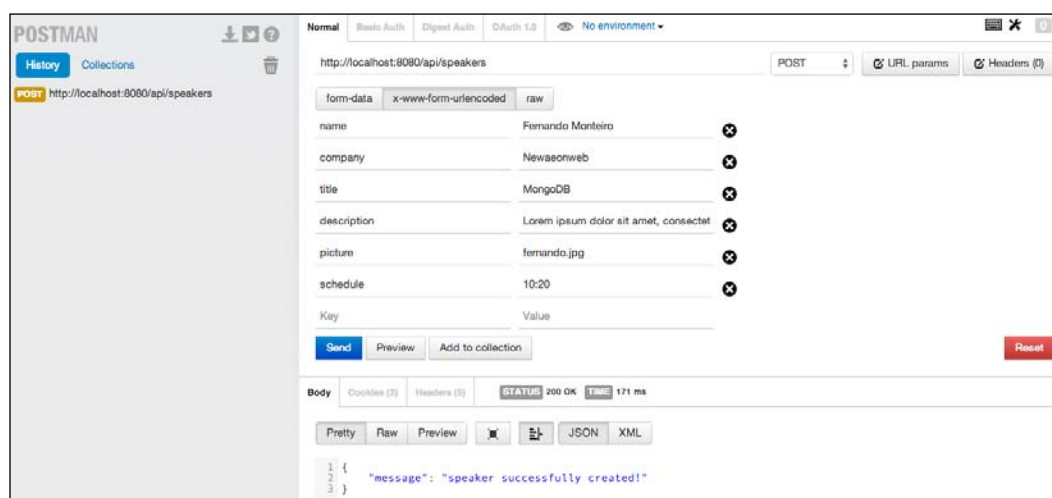 POSTMAN
History Collections
POST http://localhost:8080/api/speakers
Normal Basic Auth Digest Auth OAuth 1.0 No environment
0
http://localhost:8080/api/speakers POST URL params Headers (0)
form-data x-www-form-urlencoded raw
name Fernando Monteiro
company Newaeonweb
title MongoDB
description Lorem ipsum dolor sit amet, consectet
picture fernando.jpg
schedule 10:20
Key Value
Send Preview Add to collection Reset
Body Cookies (2) Headers (5) STATUS 200 OK TIME 171 ms
Pretty Raw Preview JSON XML
1 {
2 "message": "speaker successfully created!"
3 }